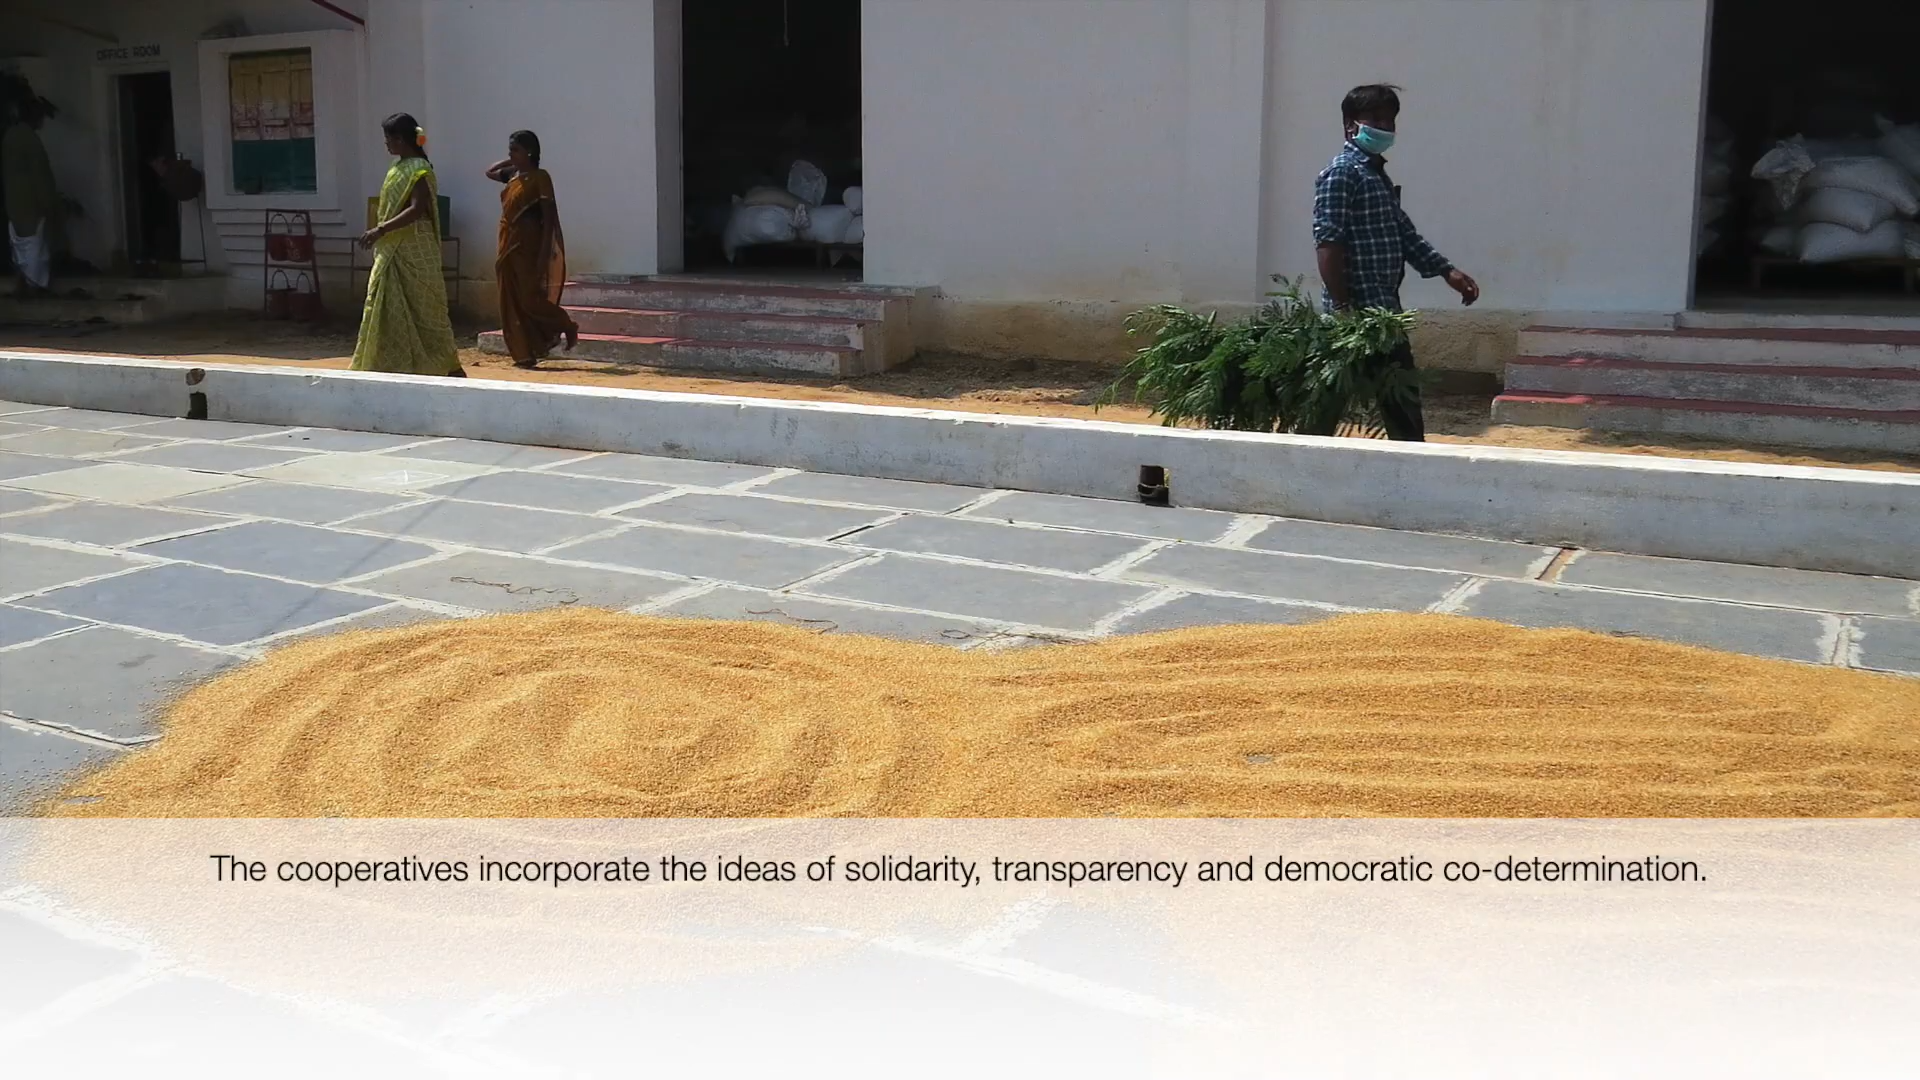 OFFICE ROOM
The cooperatives incorporate the ideas of solidarity, transparency and democratic co-determination.